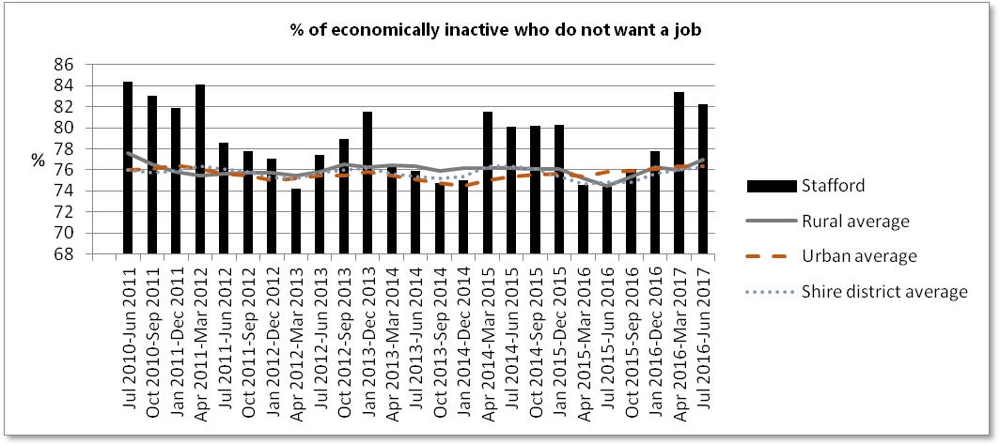 % of economically inactive who do not want a job
86
84
82
80
78
76
74
72
70
68
%
Jul 2010-Jun 2011
Oct 2010-Sep 2011
Jan 2011-Dec 2011
Apr 2011-Mar 2012
Jul 2011-Jun 2012
Oct 2011-Sep 2012
Jan 2012-Dec 2012
Apr 2012-Mar 2013
Jul 2012-Jun 2013
Oct 2012-Sep 2013
Jan 2013-Dec 2013
Apr 2013-Mar 2014
Jul 2013-Jun 2014
Oct 2013-Sep 2014
Jan 2014-Dec 2014
Apr 2014-Mar 2015
Jul 2014-Jun 2015
Oct 2014-Sep 2015
Jan 2015-Dec 2015
Apr 2015-Mar 2016
Jul 2015-Jun 2016
Oct 2015-Sep 2016
Jan 2016-Dec 2016
Apr 2016-Mar 2017
Jul 2016-Jun 2017
Stafford
Rural average
Urban average
Shire district average